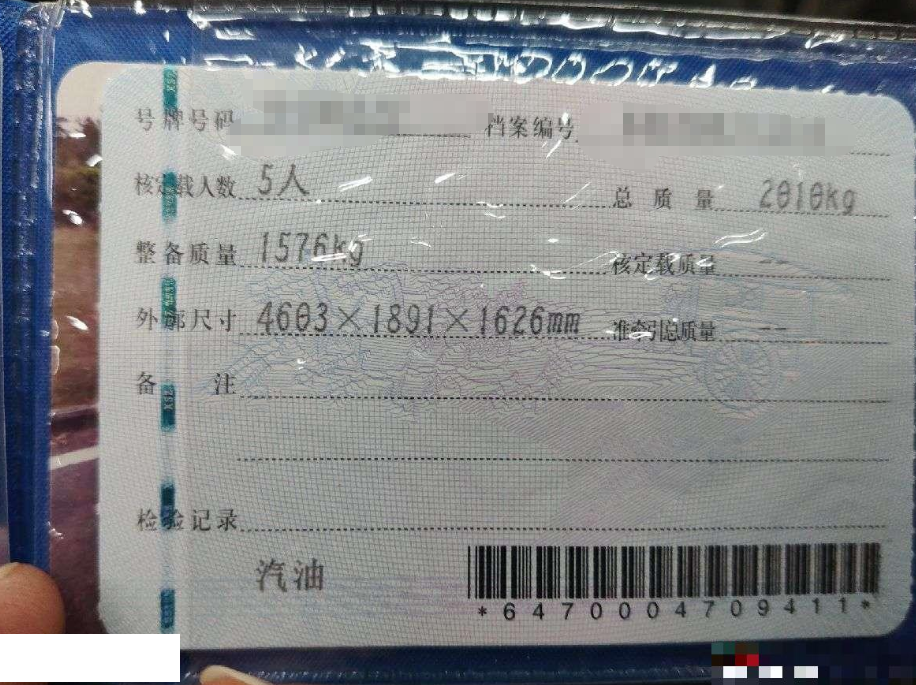 号牌号码 档案编号
核定载人数 5人 总质量 2010kg
整备质量 1576kg 核定载质量 --
外廓尺寸 4603×1891×1626mm 准牵引总质量 --
备注
检验记录
汽油
*6470004709411*